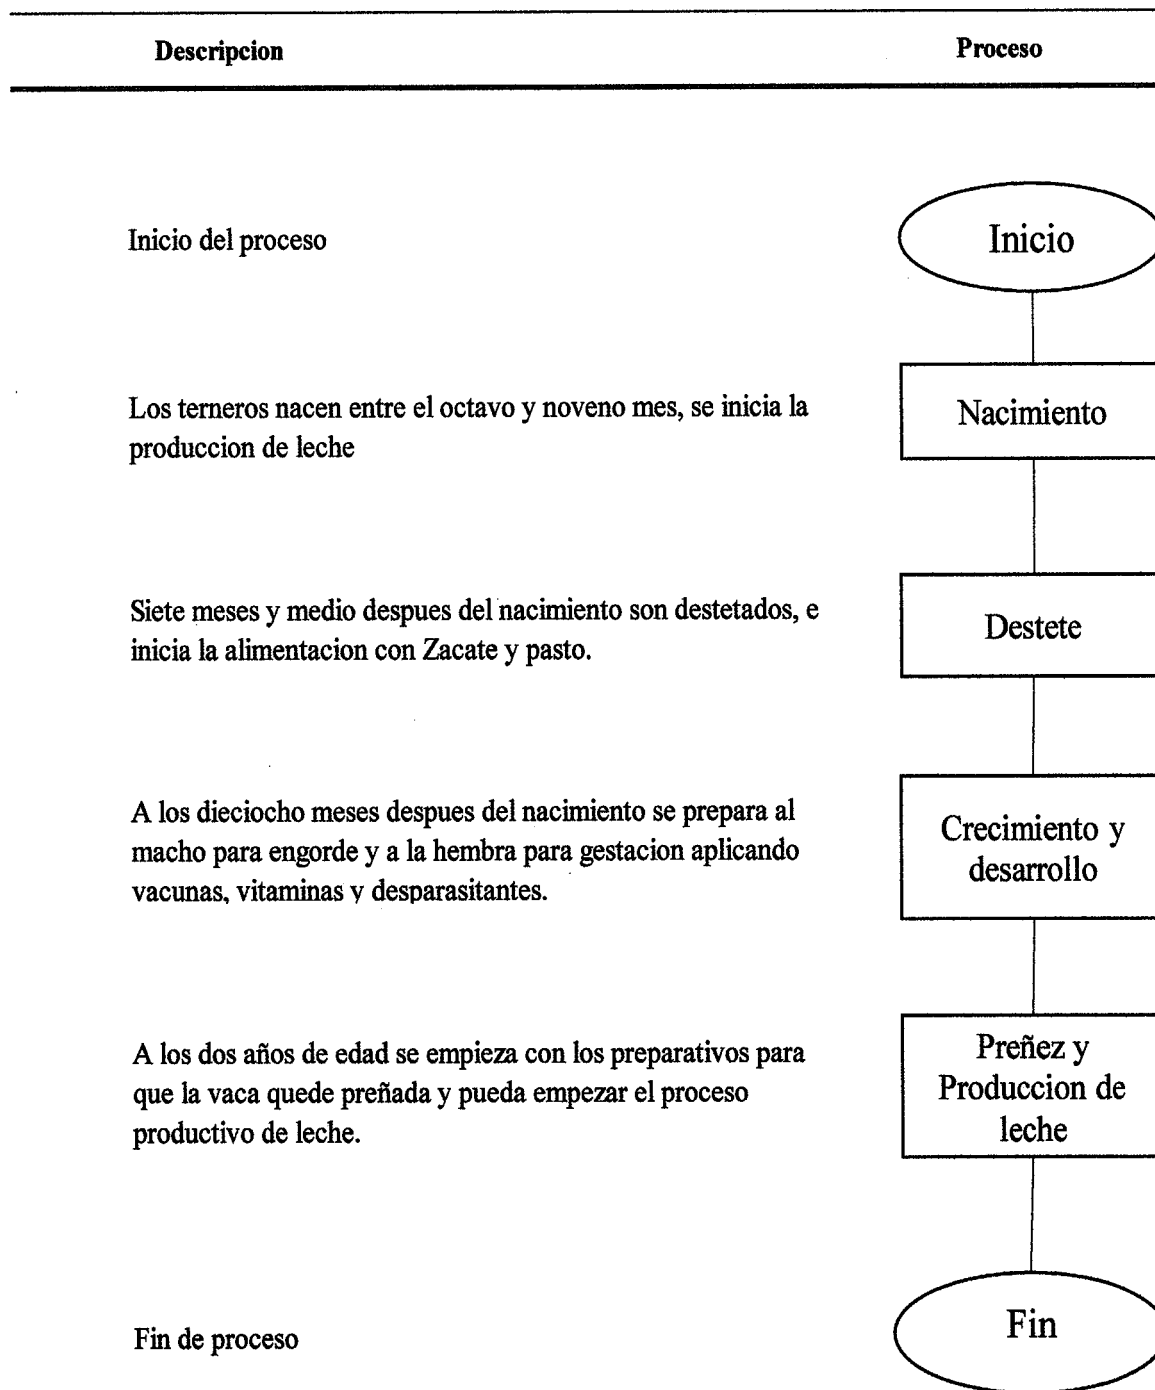 Descripcion Proceso
Inicio del proceso
Inicio
Los terneros nacen entre el octavo y noveno mes, se inicia la
produccion de leche
Nacimiento
Siete meses y medio despues del nacimiento son destetados, e
inicia la alimentacion con Zacate y pasto.
Destete
A los dieciocho meses despues del nacimiento se prepara al
macho para engorde y a la hembra para gestacion aplicando
vacunas, vitaminas y desparasitantes.
Crecimiento y
desarrollo
A los dos años de edad se empieza con los preparativos para
que la vaca quede preñada y pueda empezar el proceso
productivo de leche.
Preñez y
Produccion de
leche
Fin de proceso
Fin